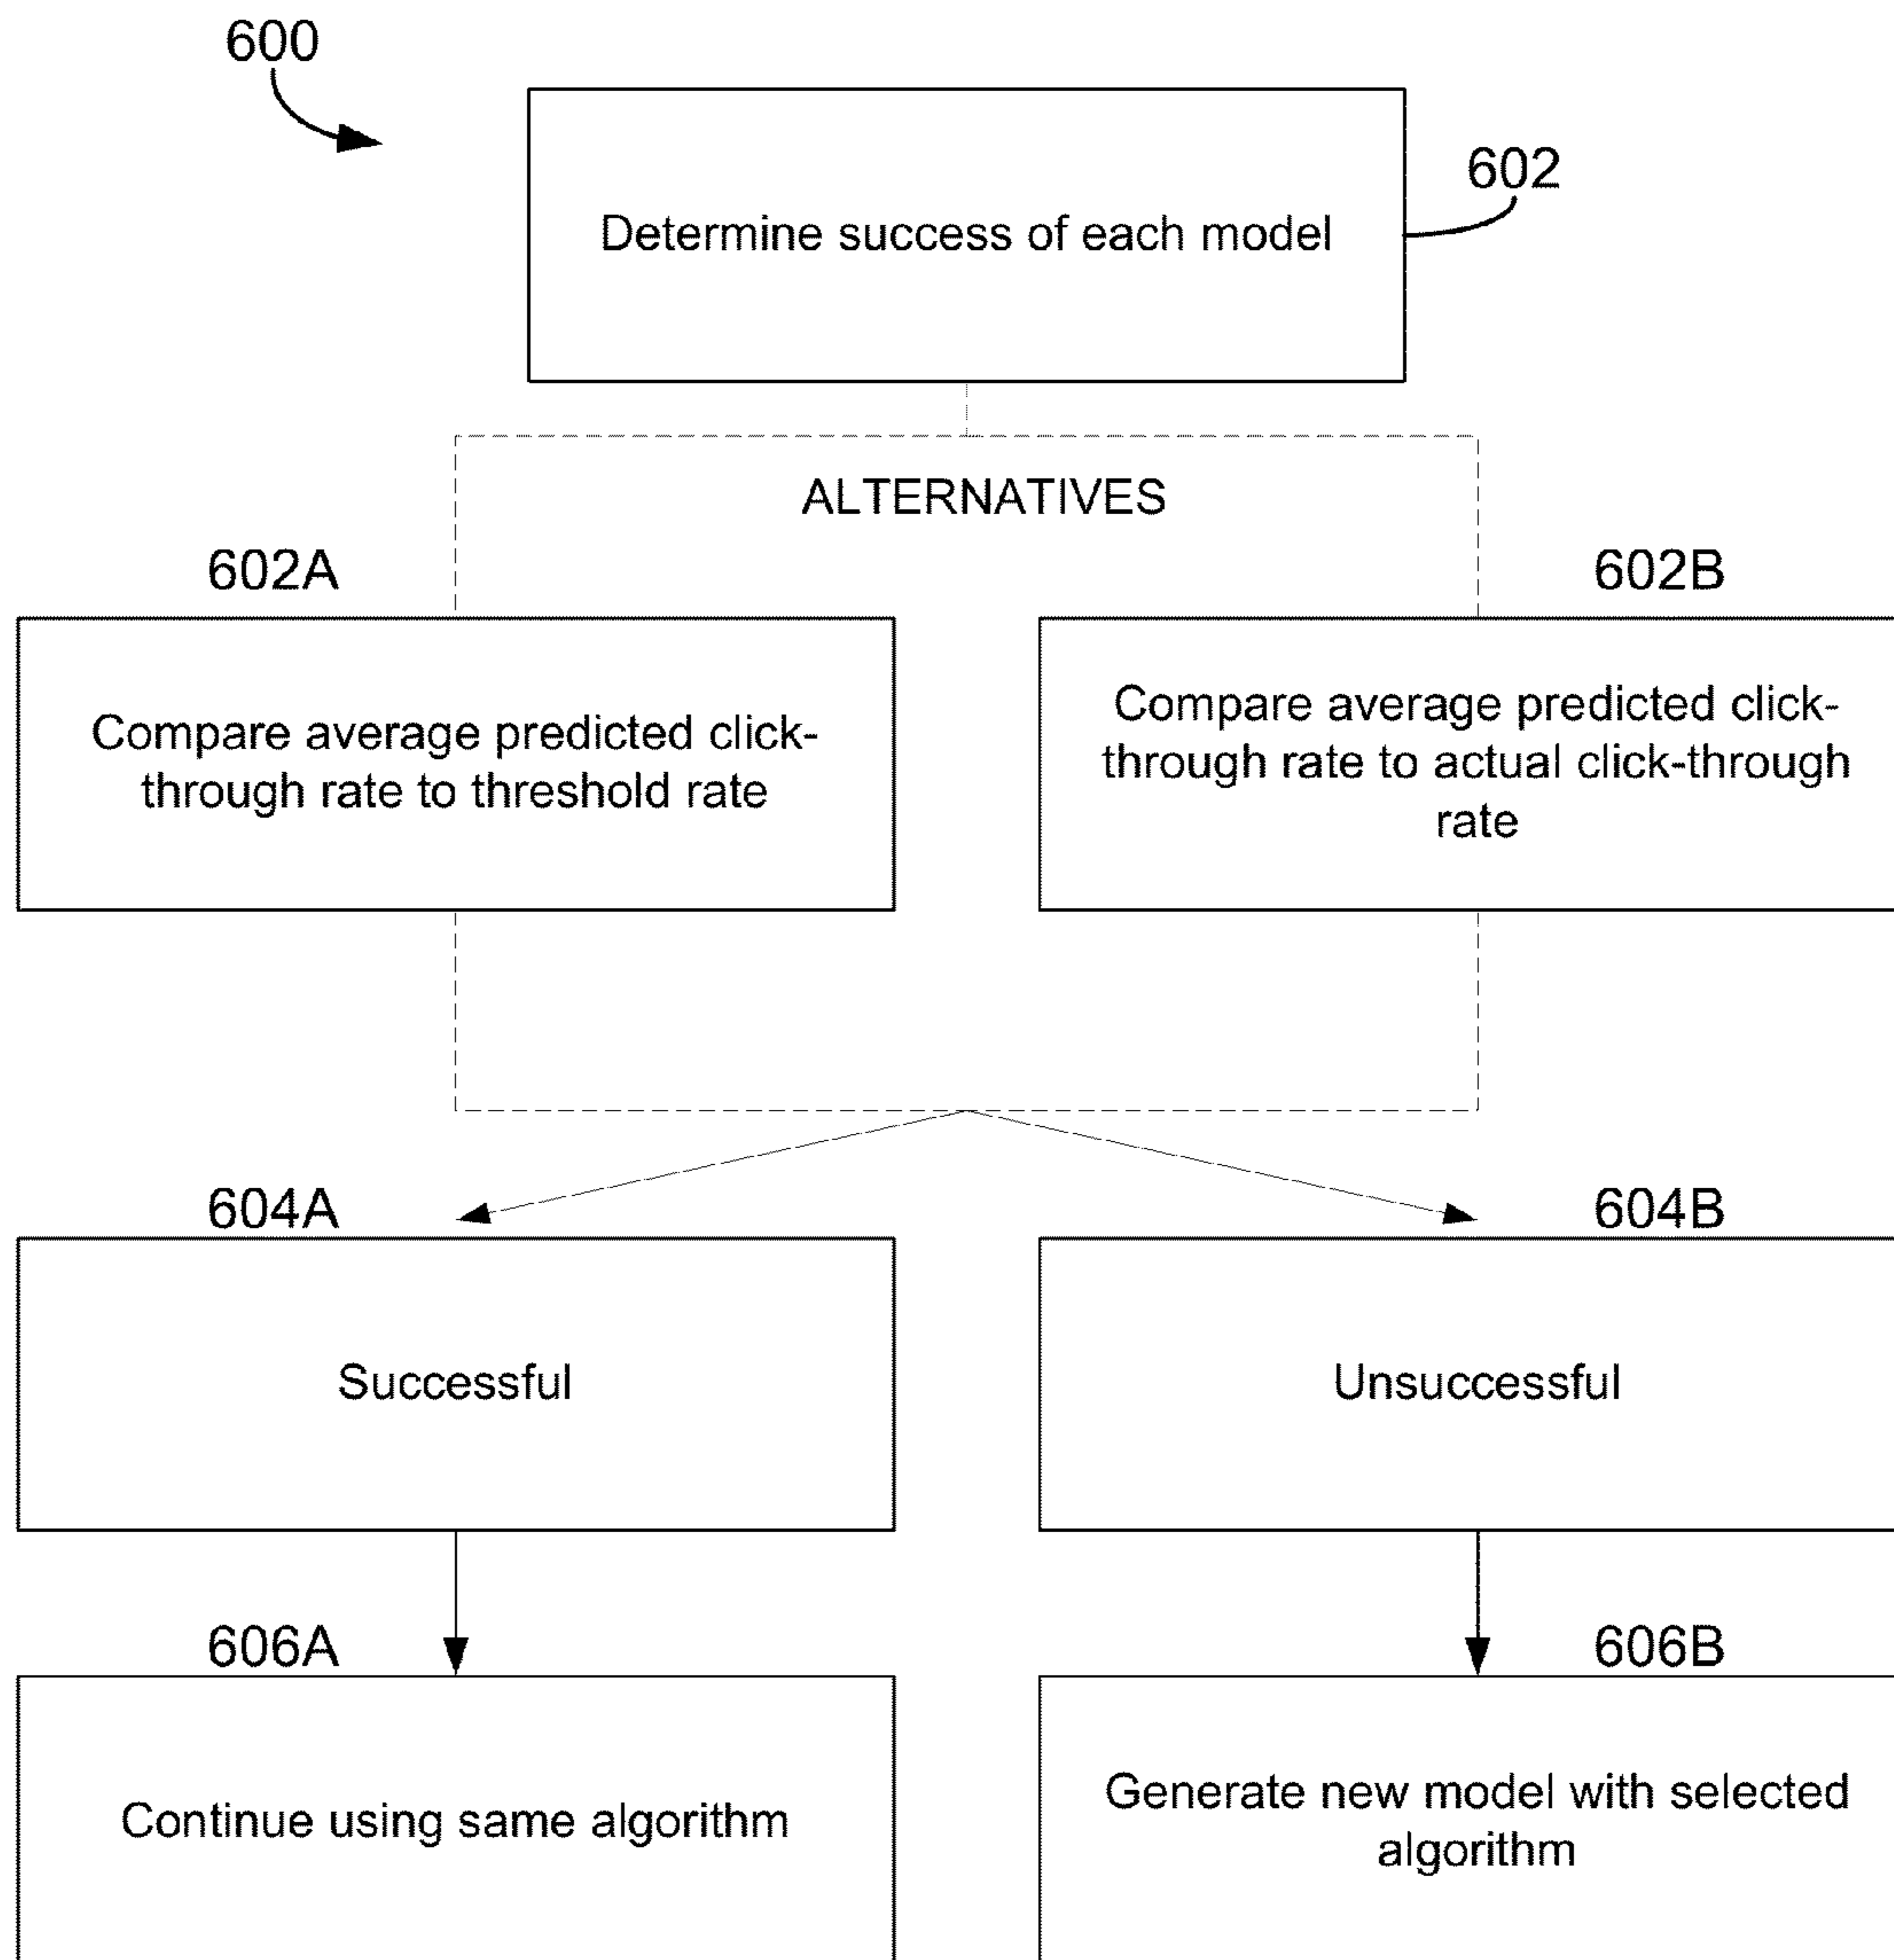 600
602
Determine success of each model
ALTERNATIVES
602A
602B
Compare average predicted click-
through rate to threshold rate
Compare average predicted click-
through rate to actual click-through
rate
604A
604B
Successful
Unsuccessful
606A
606B
Continue using same algorithm
Generate new model with selected
algorithm